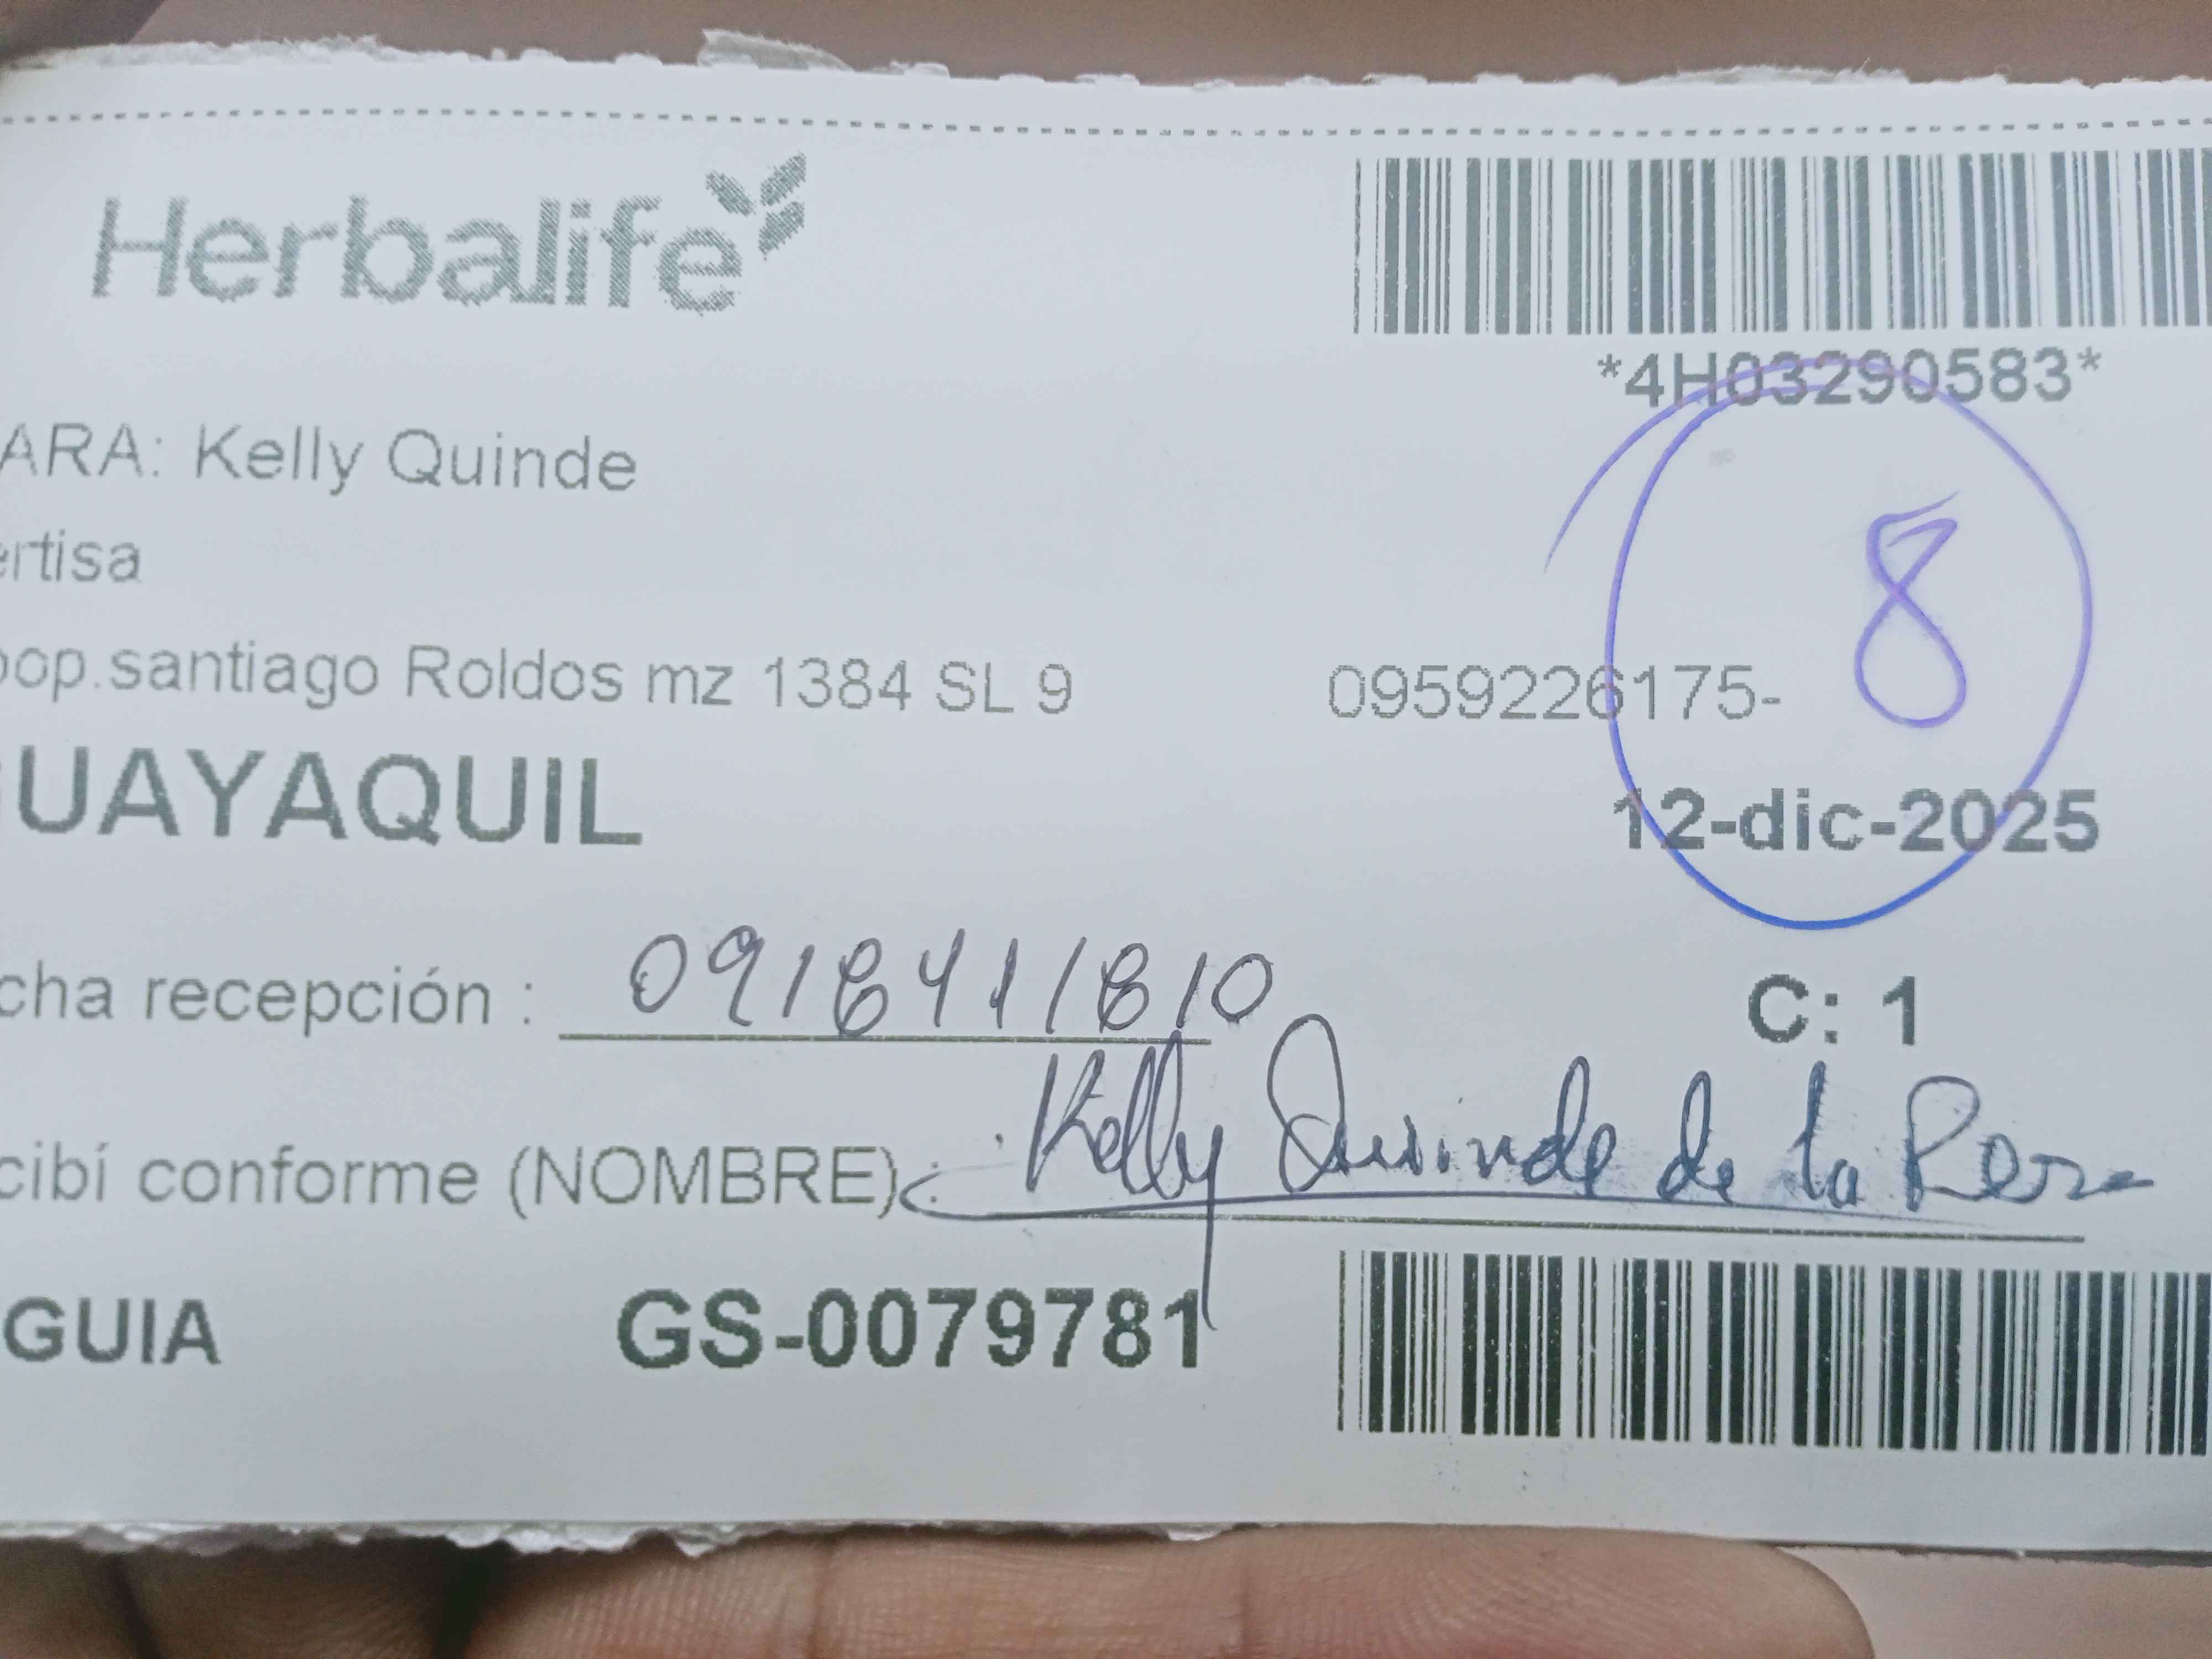 Herbalife
*4H03290583*
ARA: Kelly Quinde
ertisa
oop.santiago Roldos mz 1384 SL 9 0959226175-
8
GUAYAQUIL
12-dic-2025
cha recepción : 0918411810
C: 1
cibí conforme (NOMBRE): Kelly Quinde de la Rosa
GUIA GS-0079781